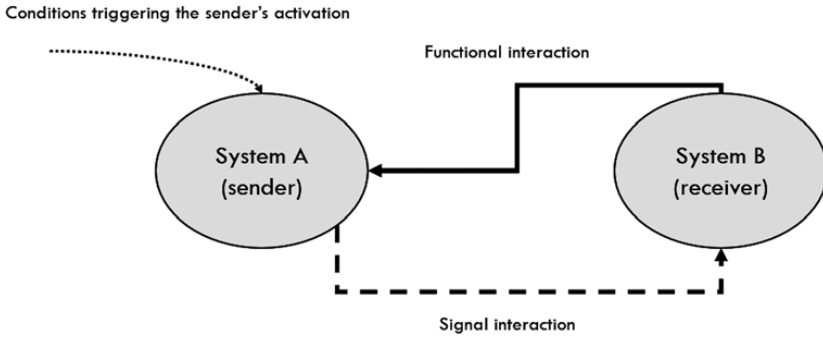 Conditions triggering the sender's activation
Functional interaction
System A
(sender)
System B
(receiver)
Signal interaction